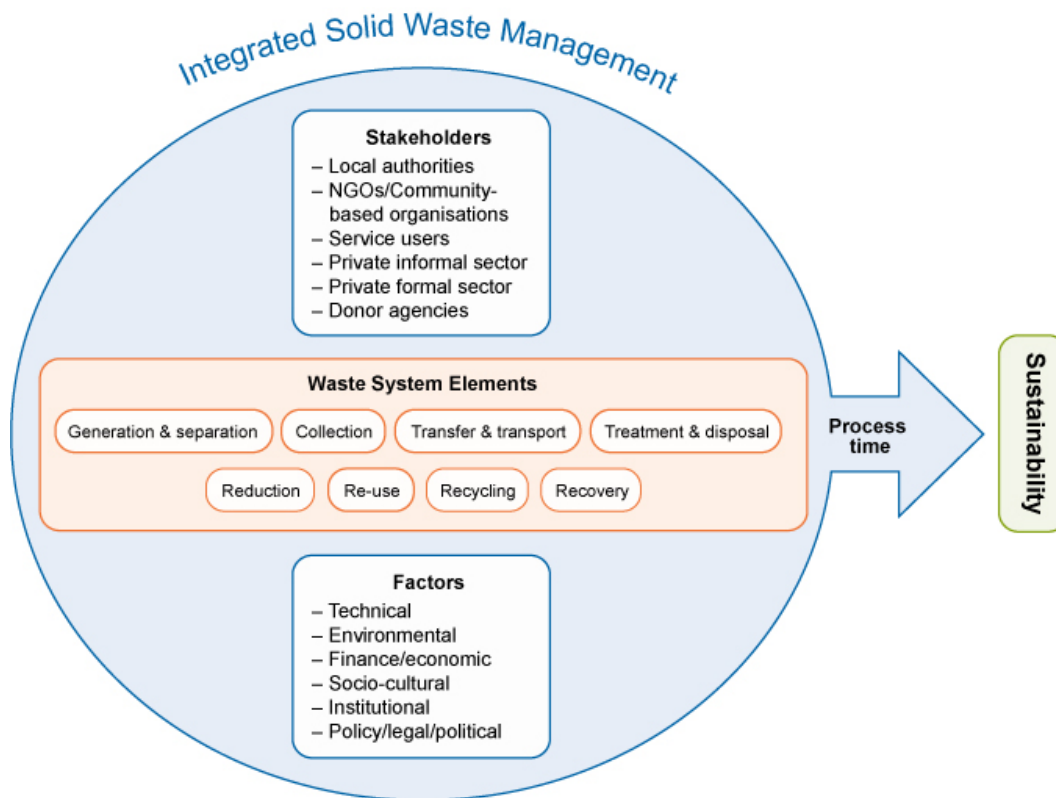 Integrated Solid Waste Management
Stakeholders
– Local authorities
– NGOs/Community-
based organisations
– Service users
– Private informal sector
– Private formal sector
– Donor agencies
Waste System Elements
Generation & separation
Collection
Transfer & transport
Treatment & disposal
Reduction
Re-use
Recycling
Recovery
Factors
– Technical
– Environmental
– Finance/economic
– Socio-cultural
– Institutional
– Policy/legal/political
Process
time
Sustainability